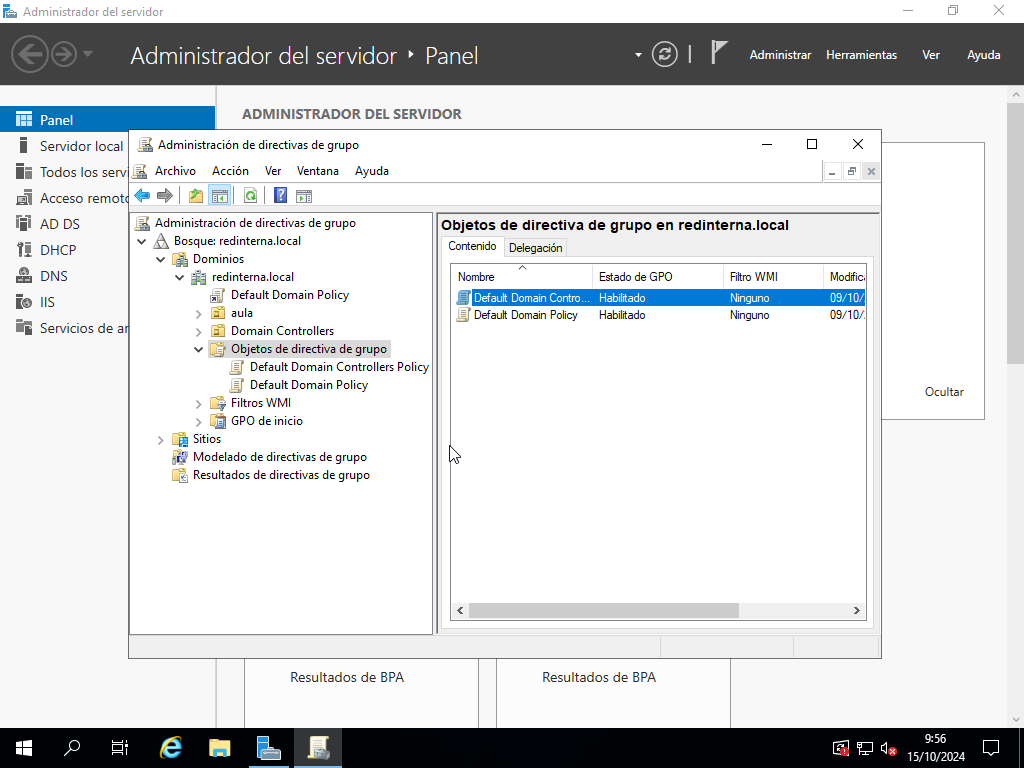 Administrador del servidor
Administrador del servidor
Panel
Administrar
Herramientas
Ver
Ayuda
Panel
Servidor local
Todos los servi
Acceso remoto
AD DS
DHCP
DNS
IIS
Servicios de ar
ADMINISTRADOR DEL SERVIDOR
Administración de directivas de grupo
Archivo
Acción
Ver
Ventana
Ayuda
Administración de directivas de grupo
Bosque: redinterna.local
Dominios
redinterna.local
Default Domain Policy
aula
Domain Controllers
Objetos de directiva de grupo
Default Domain Controllers Policy
Default Domain Policy
Filtros WMI
GPO de inicio
Sitios
Modelado de directivas de grupo
Resultados de directivas de grupo
Objetos de directiva de grupo en redinterna.local
Contenido
Delegación
Nombre Estado de GPO Filtro WMI Modifica
Default Domain Contro... Habilitado Ninguno 09/10/
Default Domain Policy Habilitado Ninguno 09/10/
Ocultar
Resultados de BPA
Resultados de BPA
9:56
15/10/2024